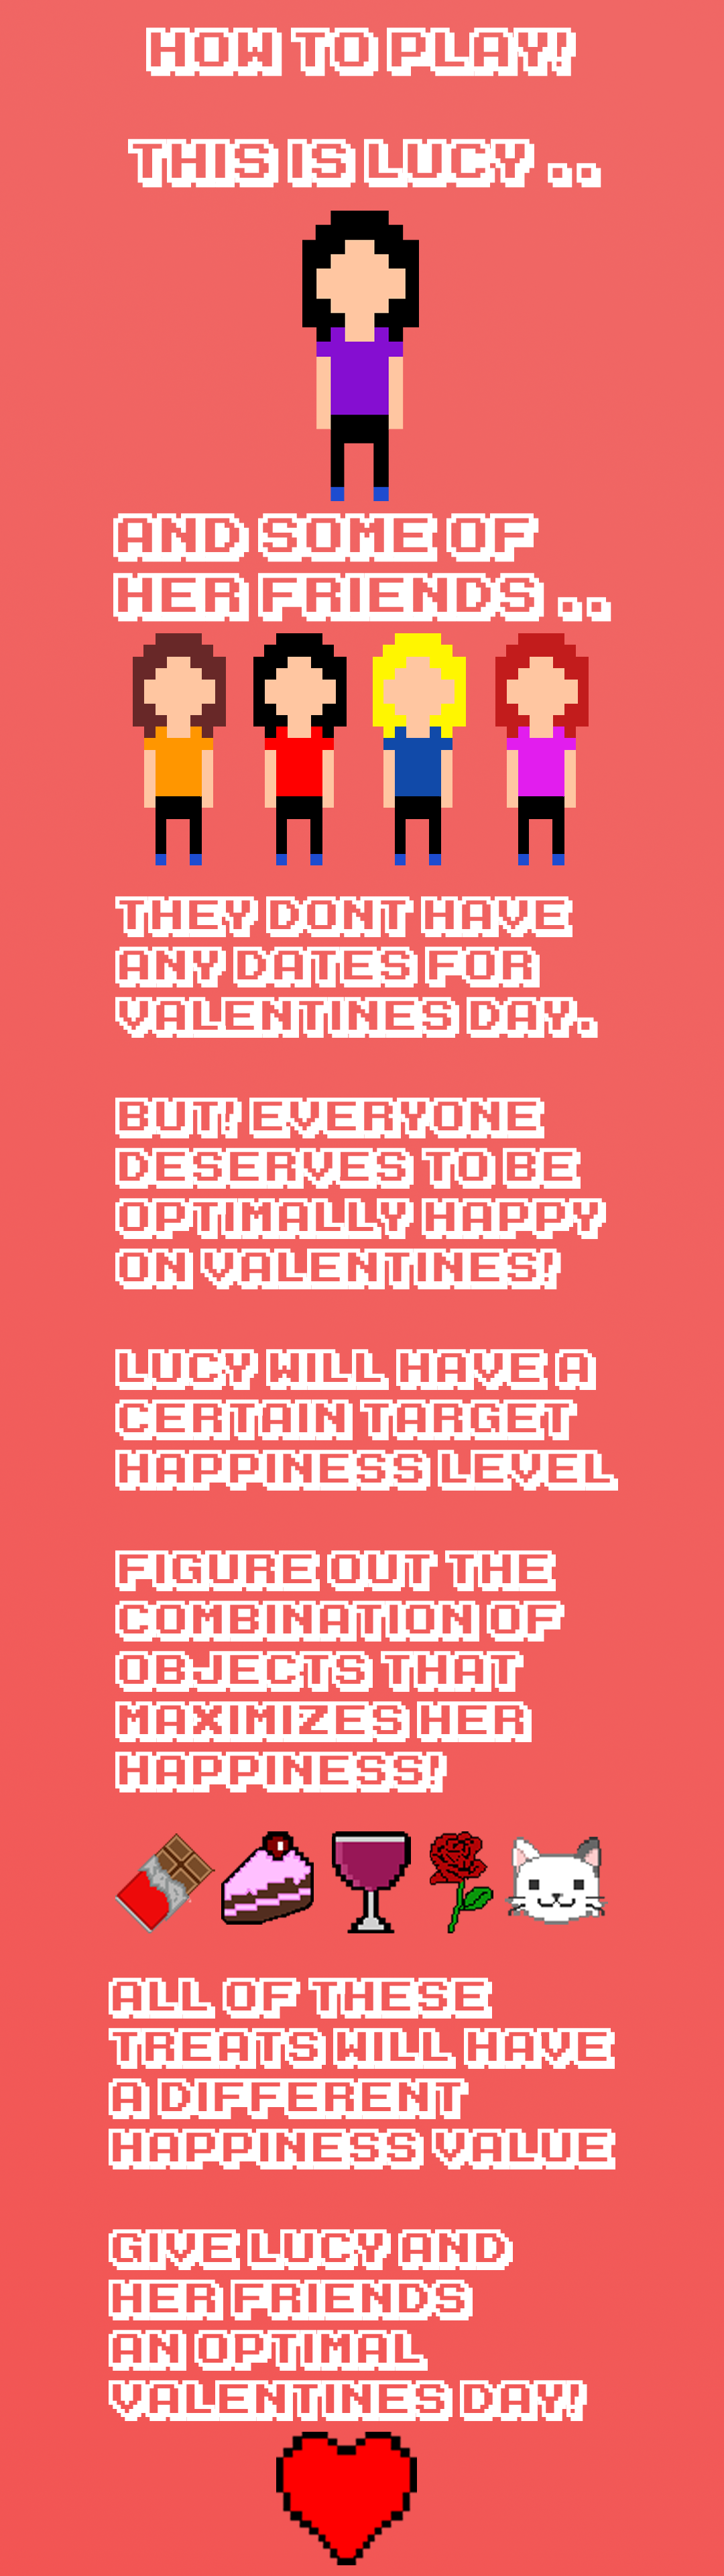 HOW TO PLAY!
THIS IS LUCY ..
AND SOME OF
HER FRIENDS ..
THEY DONT HAVE
ANY DATES FOR
VALENTINES DAY.
BUT! EVERYONE
DESERVES TO BE
OPTIMALLY HAPPY
ON VALENTINES!
LUCY WILL HAVE A
CERTAIN TARGET
HAPPINESS LEVEL
FIGURE OUT THE
COMBINATION OF
OBJECTS THAT
MAXIMIZES HER
HAPPINESS!
ALL OF THESE
TREATS WILL HAVE
A DIFFERENT
HAPPINESS VALUE
GIVE LUCY AND
HER FRIENDS
AN OPTIMAL
VALENTINES DAY!